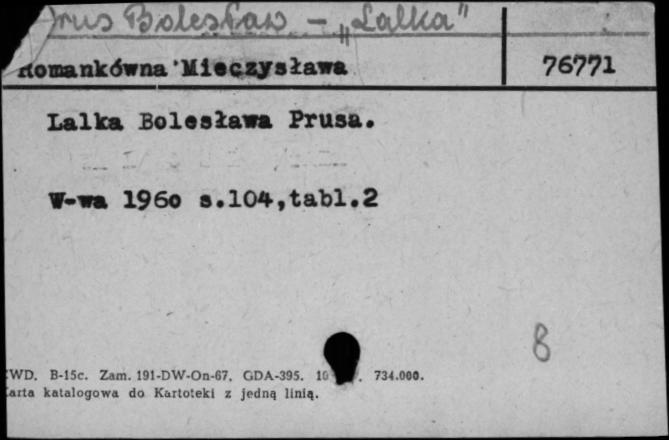 Prus Bolesław - „Lalka"
Romankówna Mieczysława 76771
Lalka Bolesława Prusa.
W-wa 1960 s.104,tabl.2
8
ZWD. B-15c. Zam. 191-DW-On-67. GDA-395. 734.000.
Karta katalogowa do Kartoteki z jedną linią.